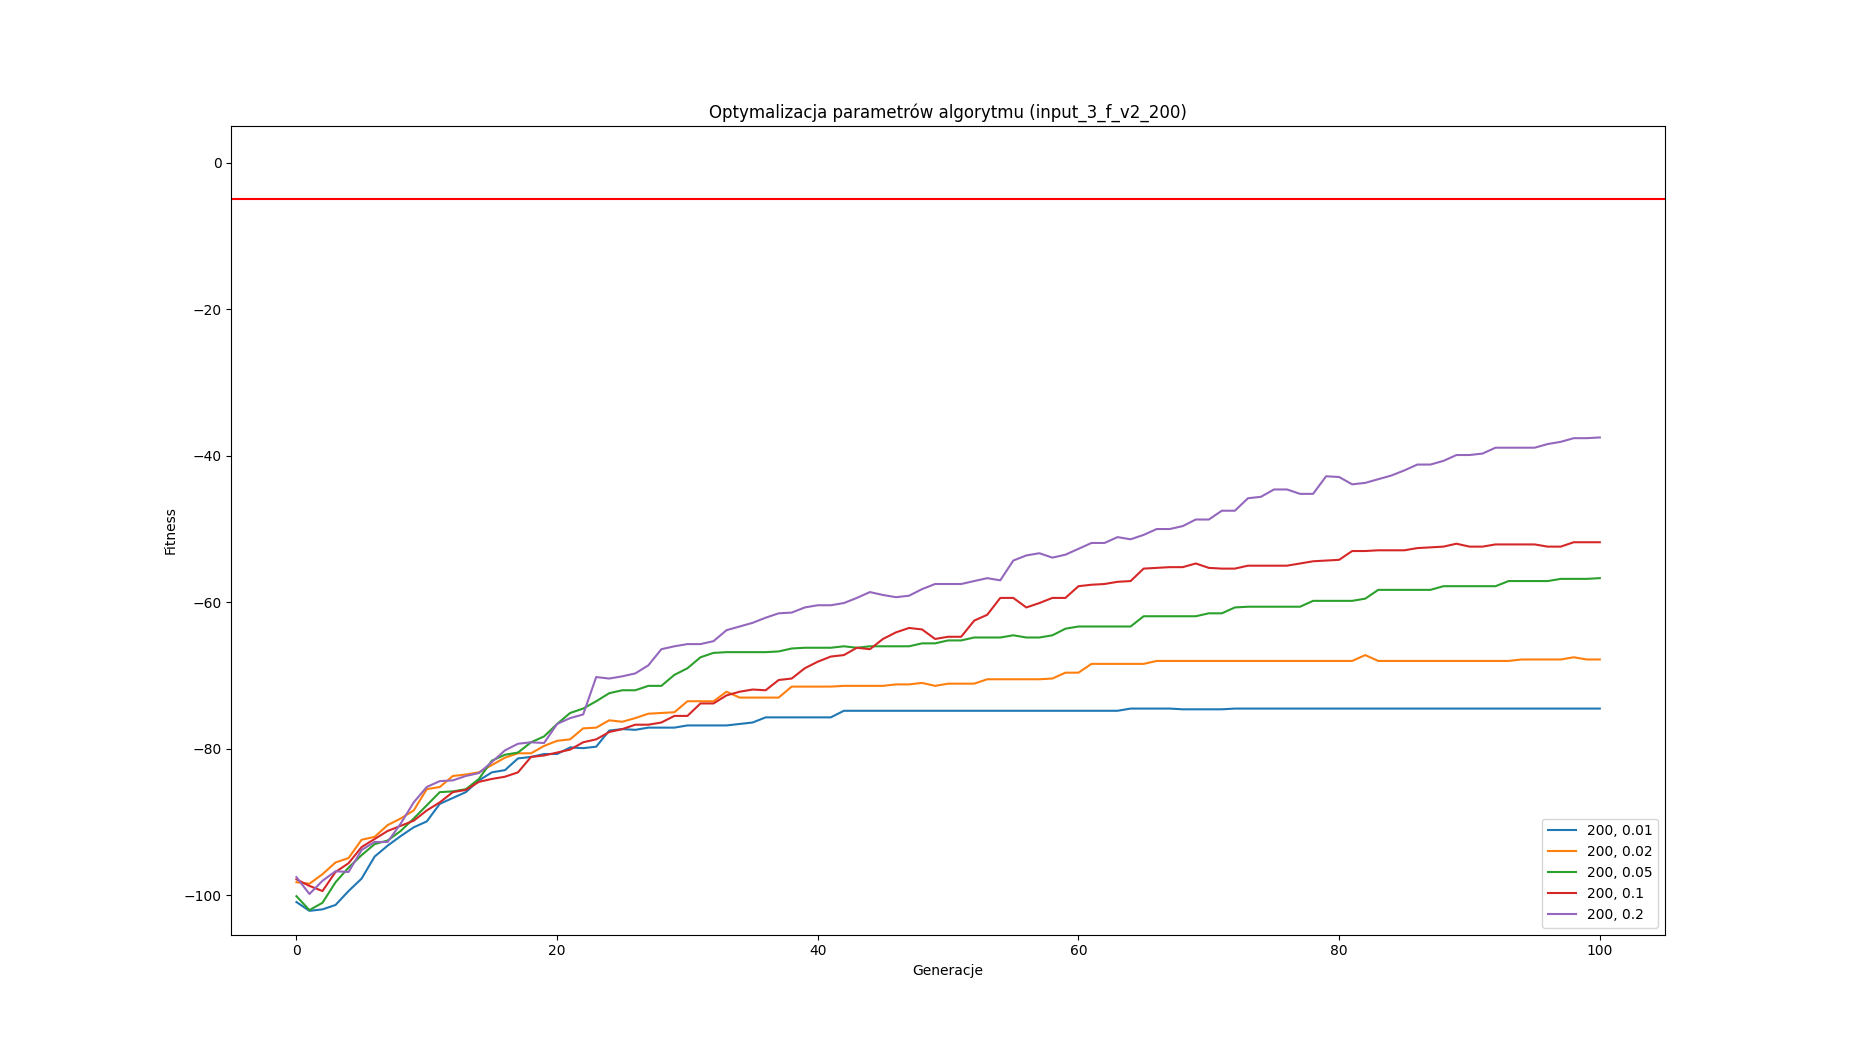 Optymalizacja parametrów algorytmu (input_3_f_v2_200)
0
−20
−40
−60
−80
−100
Fitness
0 20 40 60 80 100
Generacje
200, 0.01
200, 0.02
200, 0.05
200, 0.1
200, 0.2